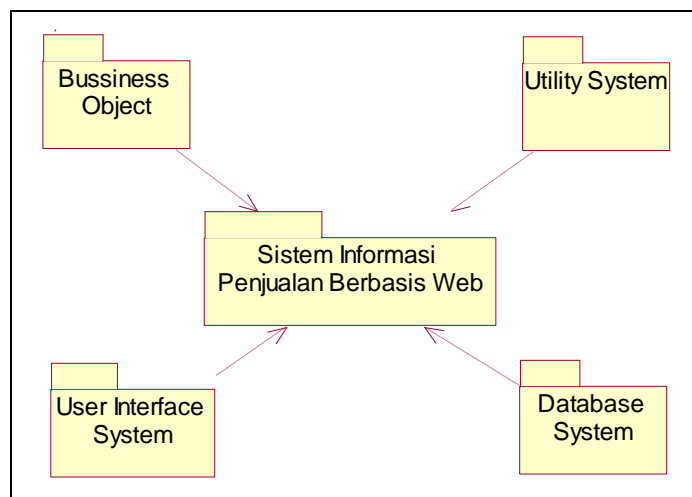 Bussiness
Object
Utility System
Sistem Informasi
Penjualan Berbasis Web
User Interface
System
Database
System